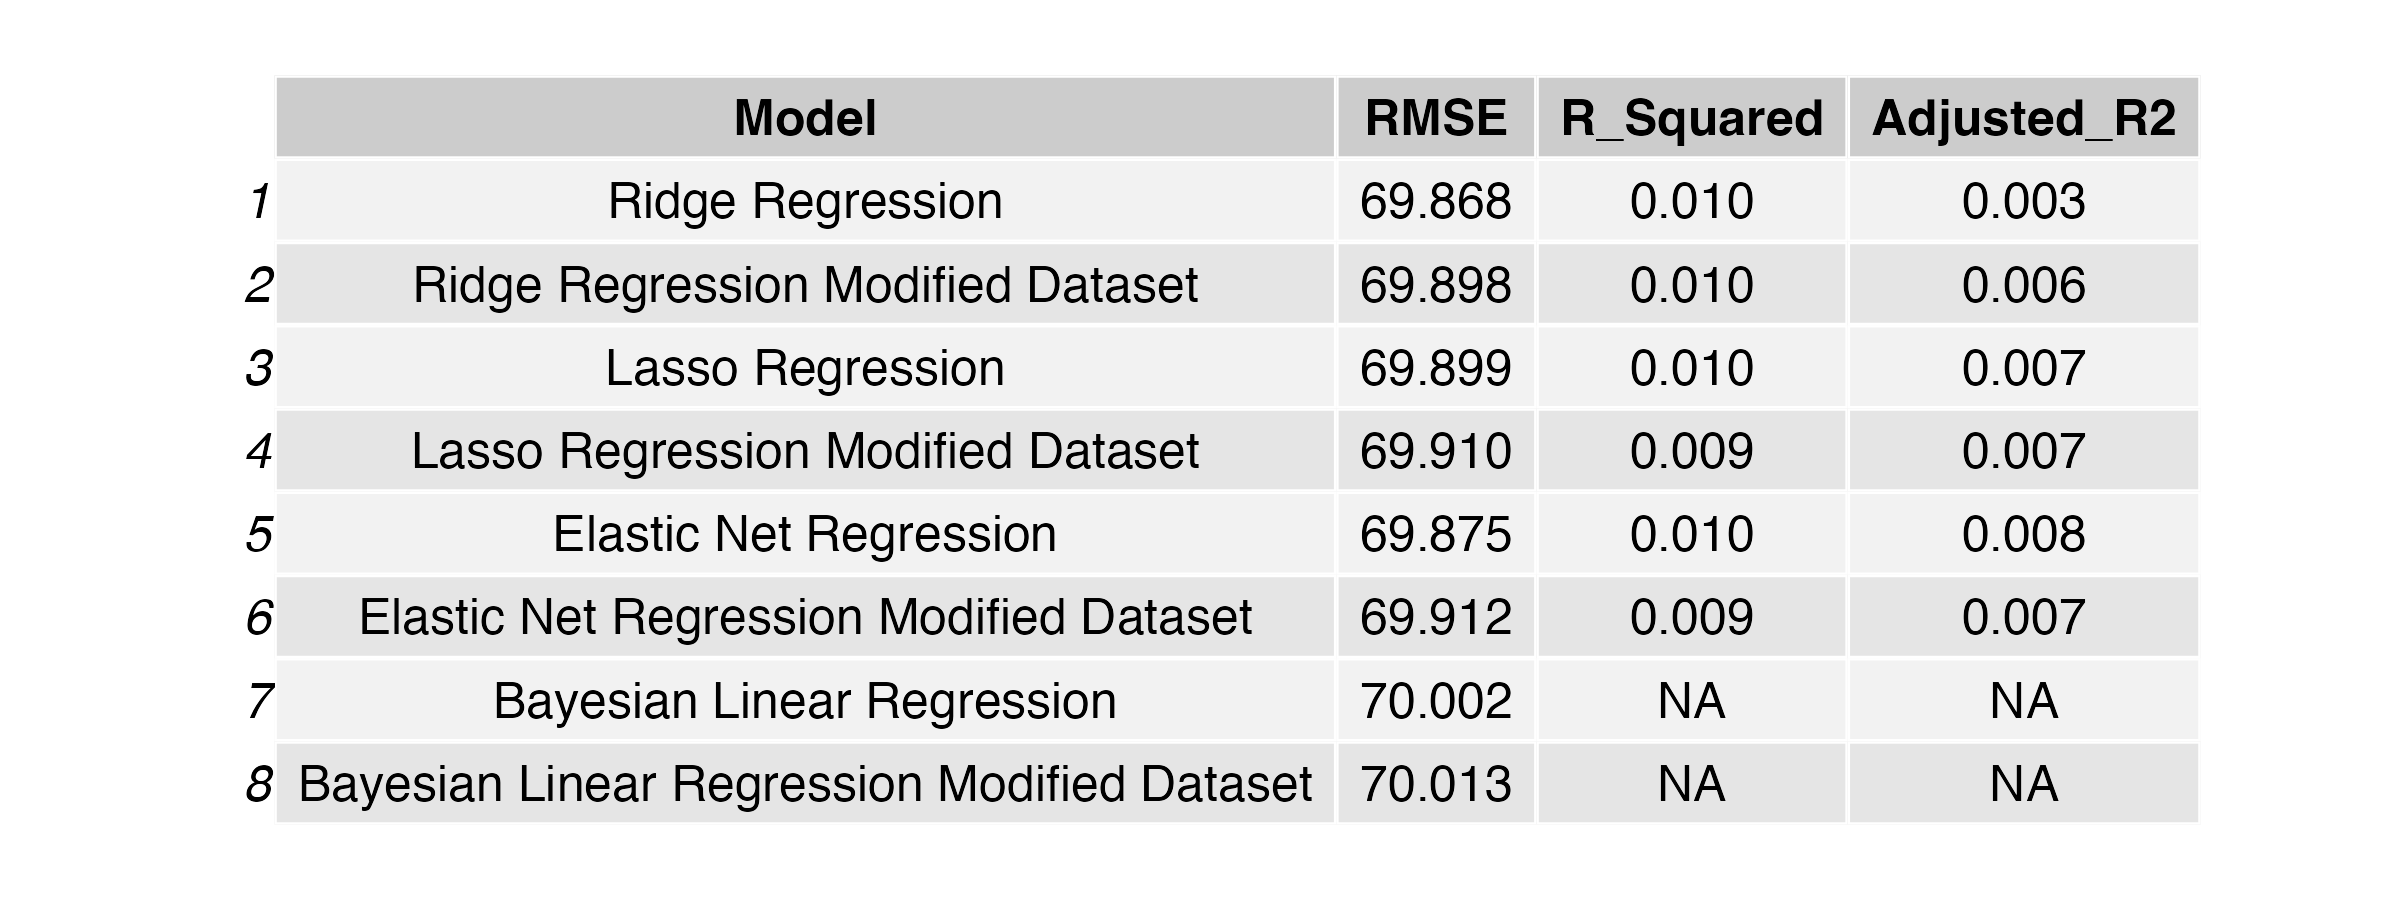 Model RMSE R_Squared Adjusted_R2
1 Ridge Regression 69.868 0.010 0.003
2 Ridge Regression Modified Dataset 69.898 0.010 0.006
3 Lasso Regression 69.899 0.010 0.007
4 Lasso Regression Modified Dataset 69.910 0.009 0.007
5 Elastic Net Regression 69.875 0.010 0.008
6 Elastic Net Regression Modified Dataset 69.912 0.009 0.007
7 Bayesian Linear Regression 70.002 NA NA
8 Bayesian Linear Regression Modified Dataset 70.013 NA NA